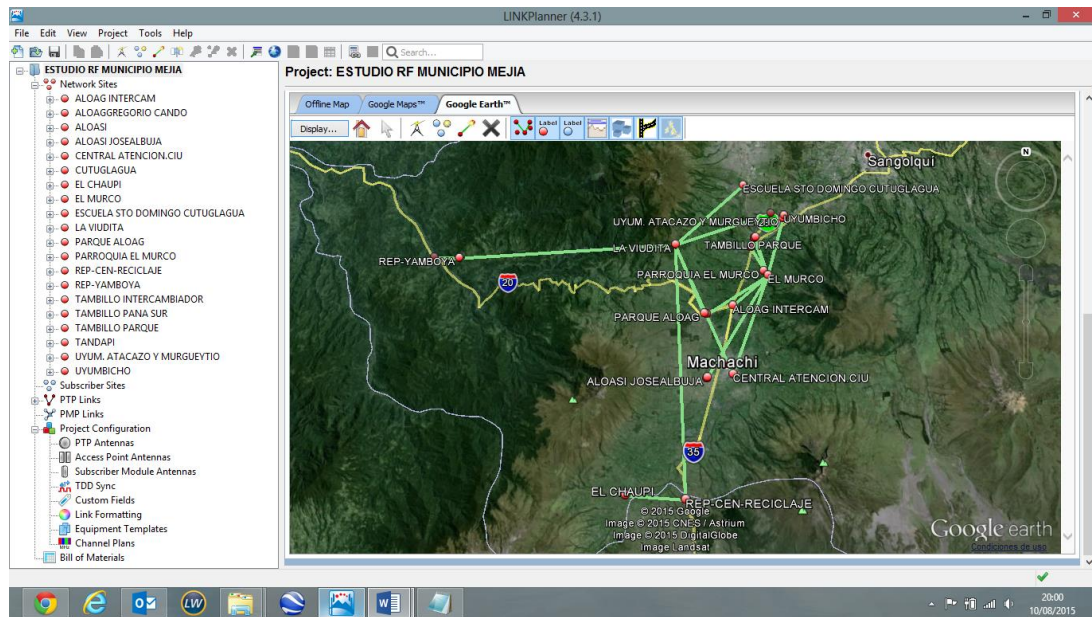 LINKPlanner (4.3.1)
File Edit View Project Tools Help
Search...
ESTUDIO RF MUNICIPIO MEJIA
Network Sites
ALOAG INTERCAM
ALOAGGREGORIO CANDO
ALOASI
ALOASI JOSEALBUJA
CENTRAL ATENCION.CIU
CUTUGLAGUA
EL CHAUPI
EL MURCO
ESCUELA STO DOMINGO CUTUGLAGUA
LA VIUDITA
PARQUE ALOAG
PARROQUIA EL MURCO
REP-CEN-RECICLAJE
REP-YAMBOYA
TAMBILLO INTERCAMBIADOR
TAMBILLO PANA SUR
TAMBILLO PARQUE
TANDAPI
UYUM. ATACAZO Y MURGUEYTIO
UYUMBICHO
Subscriber Sites
PTP Links
PMP Links
Project Configuration
PTP Antennas
Access Point Antennas
Subscriber Module Antennas
TDD Sync
Custom Fields
Link Formatting
Equipment Templates
Channel Plans
Bill of Materials
Project: ESTUDIO RF MUNICIPIO MEJIA
Offline Map Google Maps™ Google Earth™
Display... Label Label
Sangolqui
N
ESCUELA STO DOMINGO CUTUGLAGUA
UYUM. ATACAZO Y MURGUEYTIO UYUMBICHO
LA VIUDITA TAMBILLO PARQUE
REP-YAMBOYA
PARROQUIA EL MURCO EL MURCO
20
PARQUE ALOAG ALOAG INTERCAM
Machachi
ALOASI JOSEALBUJA CENTRAL ATENCION.CIU
35
EL CHAUPI REP-CEN-RECICLAJE
© 2015 Google
Image © 2015 CNES / Astrium
Image © 2015 DigitalGlobe
Image Landsat
Google earth
Condiciones de uso
LW
20:00
10/08/2015